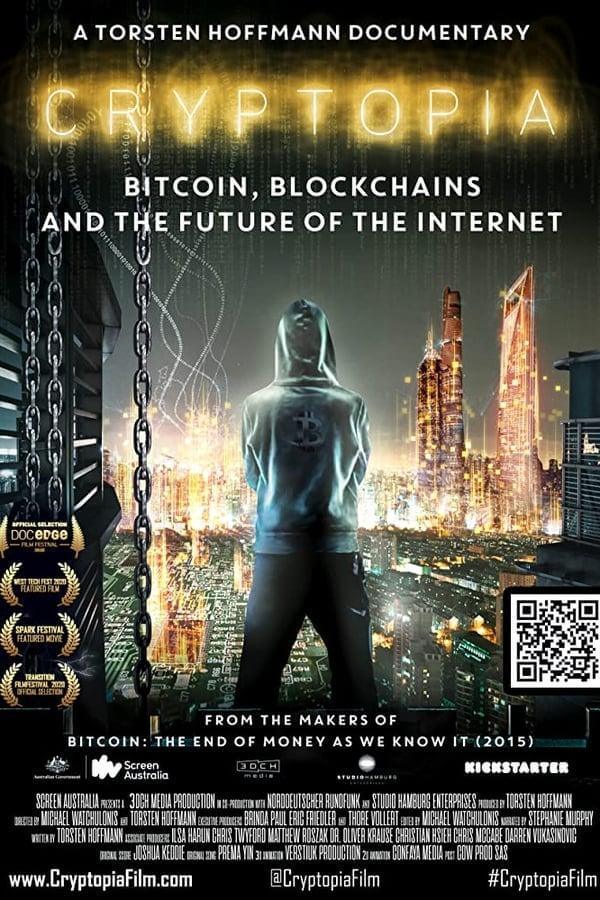 A TORSTEN HOFFMANN DOCUMENTARY
CRYPTOPIA
BITCOIN, BLOCKCHAINS
AND THE FUTURE OF THE INTERNET
OFFICIAL SELECTION
DOCEDGE
FILM FESTIVAL
WEST TECH FEST 2020
FEATURED FILM
SPARK FESTIVAL
FEATURED MOVIE
TRANSITION
FILMFESTIVAL 2020
OFFICIAL SELECTION
FROM THE MAKERS OF
BITCOIN: THE END OF MONEY AS WE KNOW IT (2015)
Australian Government
Screen
Australia
3DCH
media
STUDIO HAMBURG
ENTERPRISES
KICKSTARTER
SCREEN AUSTRALIA PRESENTS A 3DCH MEDIA PRODUCTION IN CO-PRODUCTION WITH NORDDEUTSCHER RUNDFUNK AND STUDIO HAMBURG ENTERPRISES PRODUCED BY TORSTEN HOFFMANN
DIRECTED BY MICHAEL WATCHULONIS AND TORSTEN HOFFMANN EXECUTIVE PRODUCERS BRINDA PAUL ERIC FRIEDLER AND THORE VOLLERT EDITED BY MICHAEL WATCHULONIS NARRATED BY STEPHANIE MURPHY
WRITTEN BY TORSTEN HOFFMANN ASSOCIATE PRODUCERS ILSA HARUN CHRIS TWYFORD MATTHEW ROSZAK DR. OLIVER KRAUSE CHRISTIAN HSIEH CHRIS MCCABE DARREN VUKASINOVIC
ORIGINAL SCORE JOSHUA KEDDIE ORIGINAL SONG PREMA YIN 3D ANIMATION VERSTIUK PRODUCTION 2D ANIMATION CONFAYA MEDIA POST COW PROD SAS
www.CryptopiaFilm.com @CryptopiaFilm #CryptopiaFilm